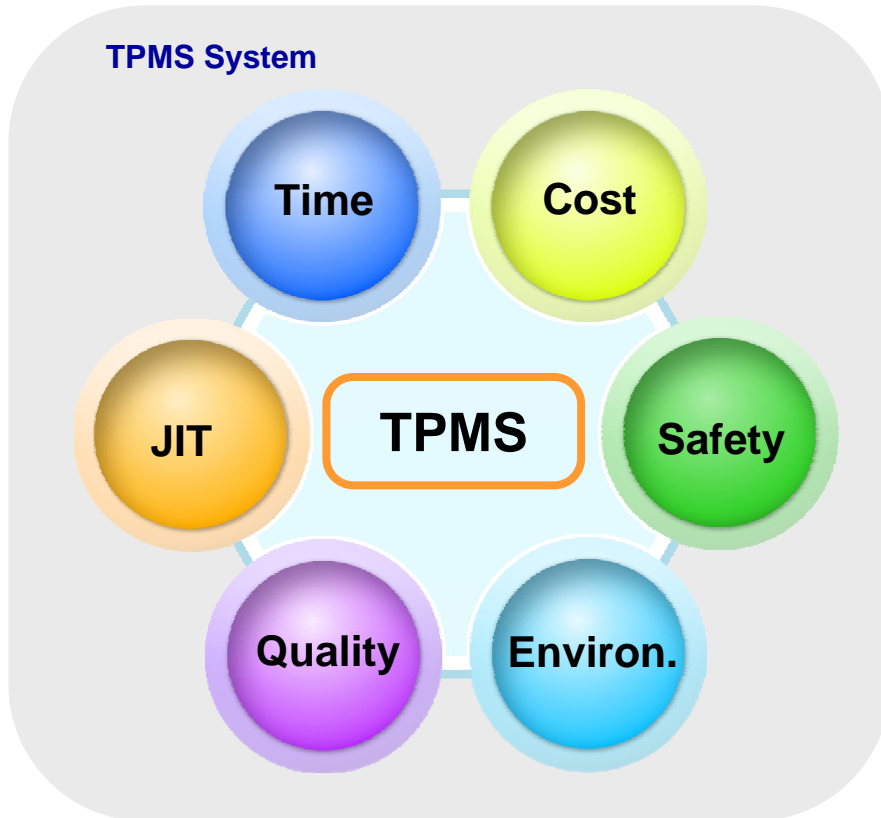 TPMS System
Time
Cost
JIT
TPMS
Safety
Quality
Environ.